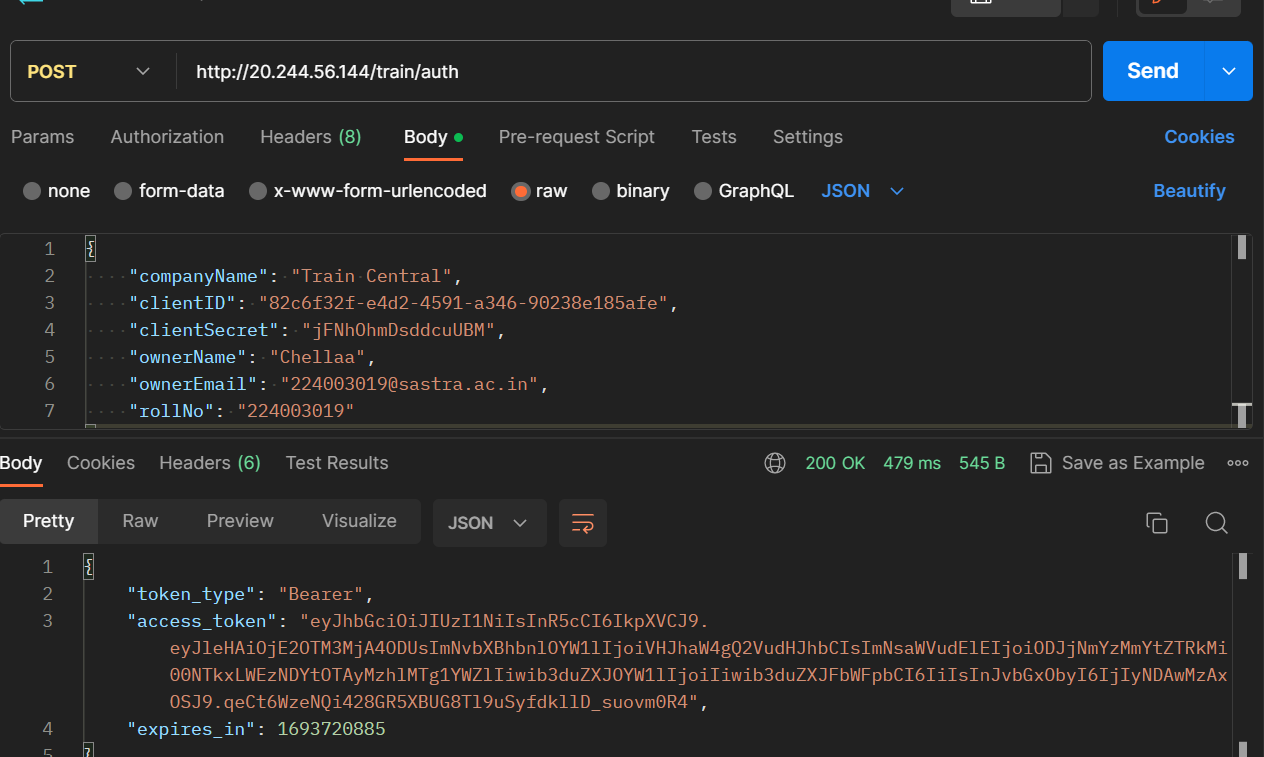 POST
http://20.244.56.144/train/auth
Send
Params Authorization Headers (8) Body Pre-request Script Tests Settings Cookies
none form-data x-www-form-urlencoded raw binary GraphQL JSON Beautify
1 {
2 "companyName": "Train Central",
3 "clientID": "82c6f32f-e4d2-4591-a346-90238e185afe",
4 "clientSecret": "jFNhOhmDsddcuUBM",
5 "ownerName": "Chellaa",
6 "ownerEmail": "224003019@sastra.ac.in",
7 "rollNo": "224003019"
Body Cookies Headers (6) Test Results 200 OK 479 ms 545 B Save as Example
Pretty Raw Preview Visualize JSON
1 {
2 "token_type": "Bearer",
3 "access_token": "eyJhbGciOiJIUzI1NiIsInR5cCI6IkpXVCJ9.
eyJleHAiOjE2OTM3MjA4ODUsImNvbXBhbnlOYW1lIjoiVHJhaW4gQ2VudHJhbCIsImNsaWVudElEIjoiODJjNmYzMmYtZTRkMi
00NTkxLWEzNDYtOTAyMzhlMTg1YWZlIiwib3duZXJOYW1lIjoiIiwib3duZXJFbWFpbCI6IiIsInJvbGxObyI6IjIyNDAwMzAx
OSJ9.qeCt6WzeNQi428GR5XBUG8Tl9uSyfdkllD_suovm0R4",
4 "expires_in": 1693720885
5 }